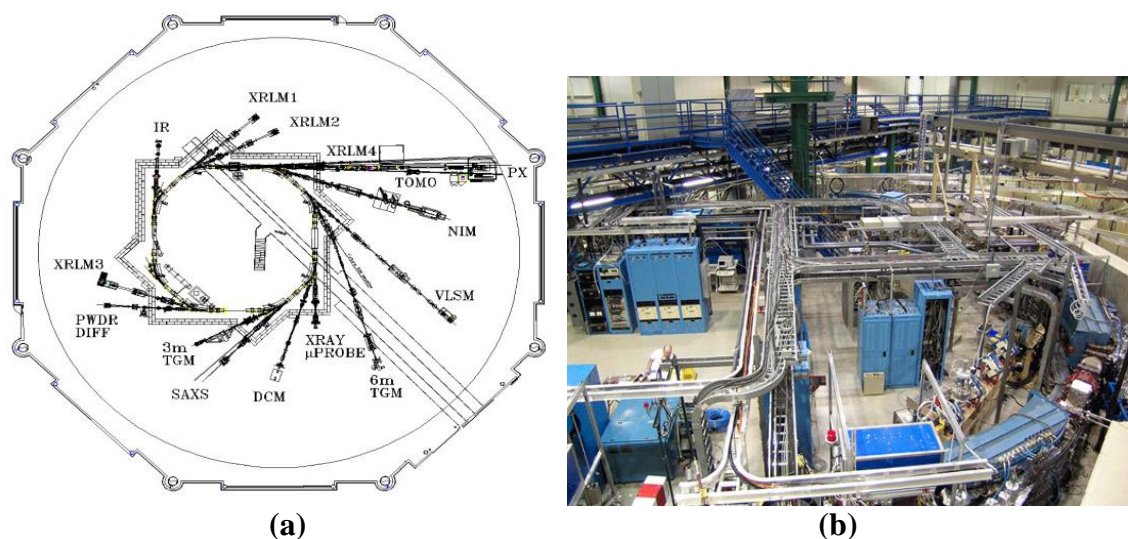 XRLM1
XRLM2
IR
XRLM4
TOMO
PX
NIM
XRLM3
VLSM
PWDR
DIFF
3m
TGM
XRAY
μPROBE
6m
TGM
SAXS
DCM
(a)
(b)